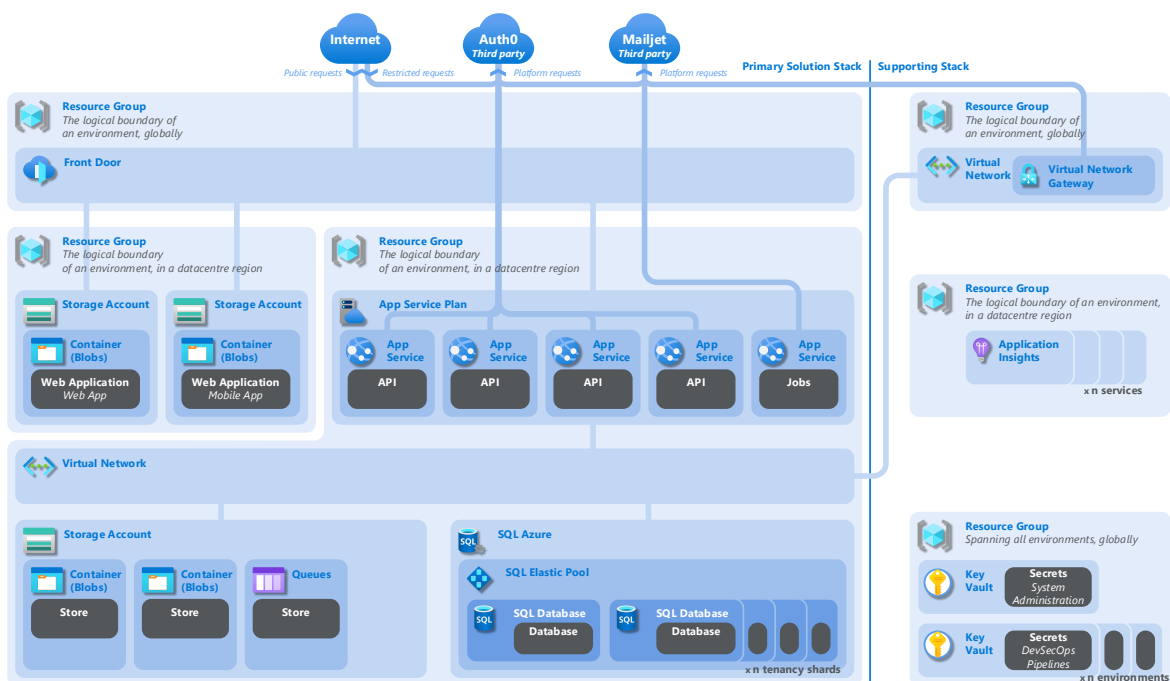 Internet
Auth0
Third party
Mailjet
Third party
Public requests
Restricted requests
Platform requests
Platform requests
Primary Solution Stack
Supporting Stack
Resource Group
The logical boundary of
an environment, globally
Front Door
Resource Group
The logical boundary of
an environment, globally
Virtual
Network
Virtual Network
Gateway
Resource Group
The logical boundary
of an environment, in a datacentre region
Resource Group
The logical boundary
of an environment, in a datacentre region
Storage Account
Container
(Blobs)
Web Application
Web App
Storage Account
Container
(Blobs)
Web Application
Mobile App
App Service Plan
App
Service
API
App
Service
API
App
Service
API
App
Service
API
App
Service
Jobs
Resource Group
The logical boundary of an environment,
in a datacentre region
Application
Insights
x n services
Virtual Network
Storage Account
Container
(Blobs)
Store
Container
(Blobs)
Store
Queues
Store
SQL Azure
SQL
SQL Elastic Pool
SQL
SQL Database
Database
SQL
SQL Database
Database
x n tenancy shards
Resource Group
Spanning all environments, globally
Key
Vault
Secrets
System
Administration
Key
Vault
Secrets
DevSecOps
Pipelines
x n environments